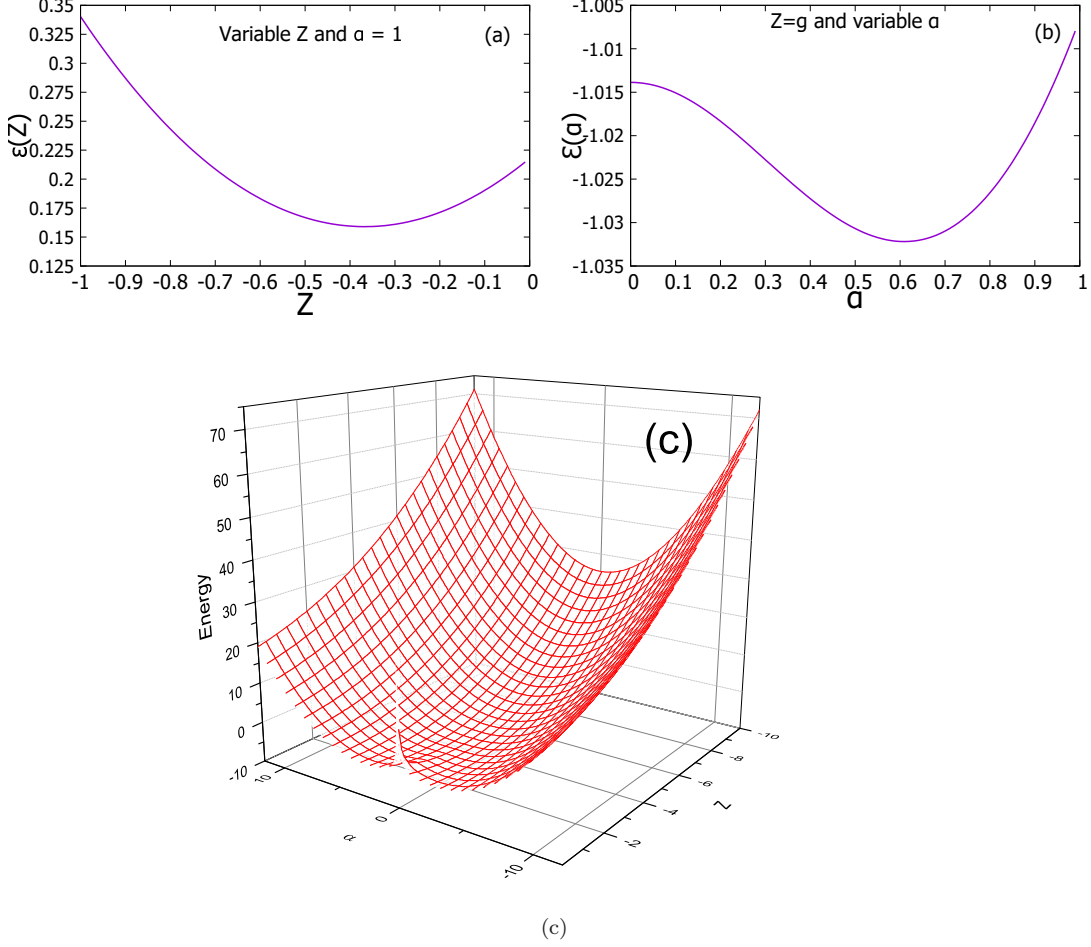 0.35
0.325
0.3
0.275
0.25
0.225
0.2
0.175
0.15
0.125
ε(Z)
Variable Z and ɑ = 1
(a)
-1 -0.9 -0.8 -0.7 -0.6 -0.5 -0.4 -0.3 -0.2 -0.1 0
Z
-1.005
-1.01
-1.015
-1.02
-1.025
-1.03
-1.035
Ɛ(ɑ)
Z=g and variable ɑ
(b)
0 0.1 0.2 0.3 0.4 0.5 0.6 0.7 0.8 0.9 1
ɑ
(c)
70
60
50
40
30
20
10
0
-10
Energy
10
0
-10
α
-10
-8
-6
-4
-2
Z
(c)